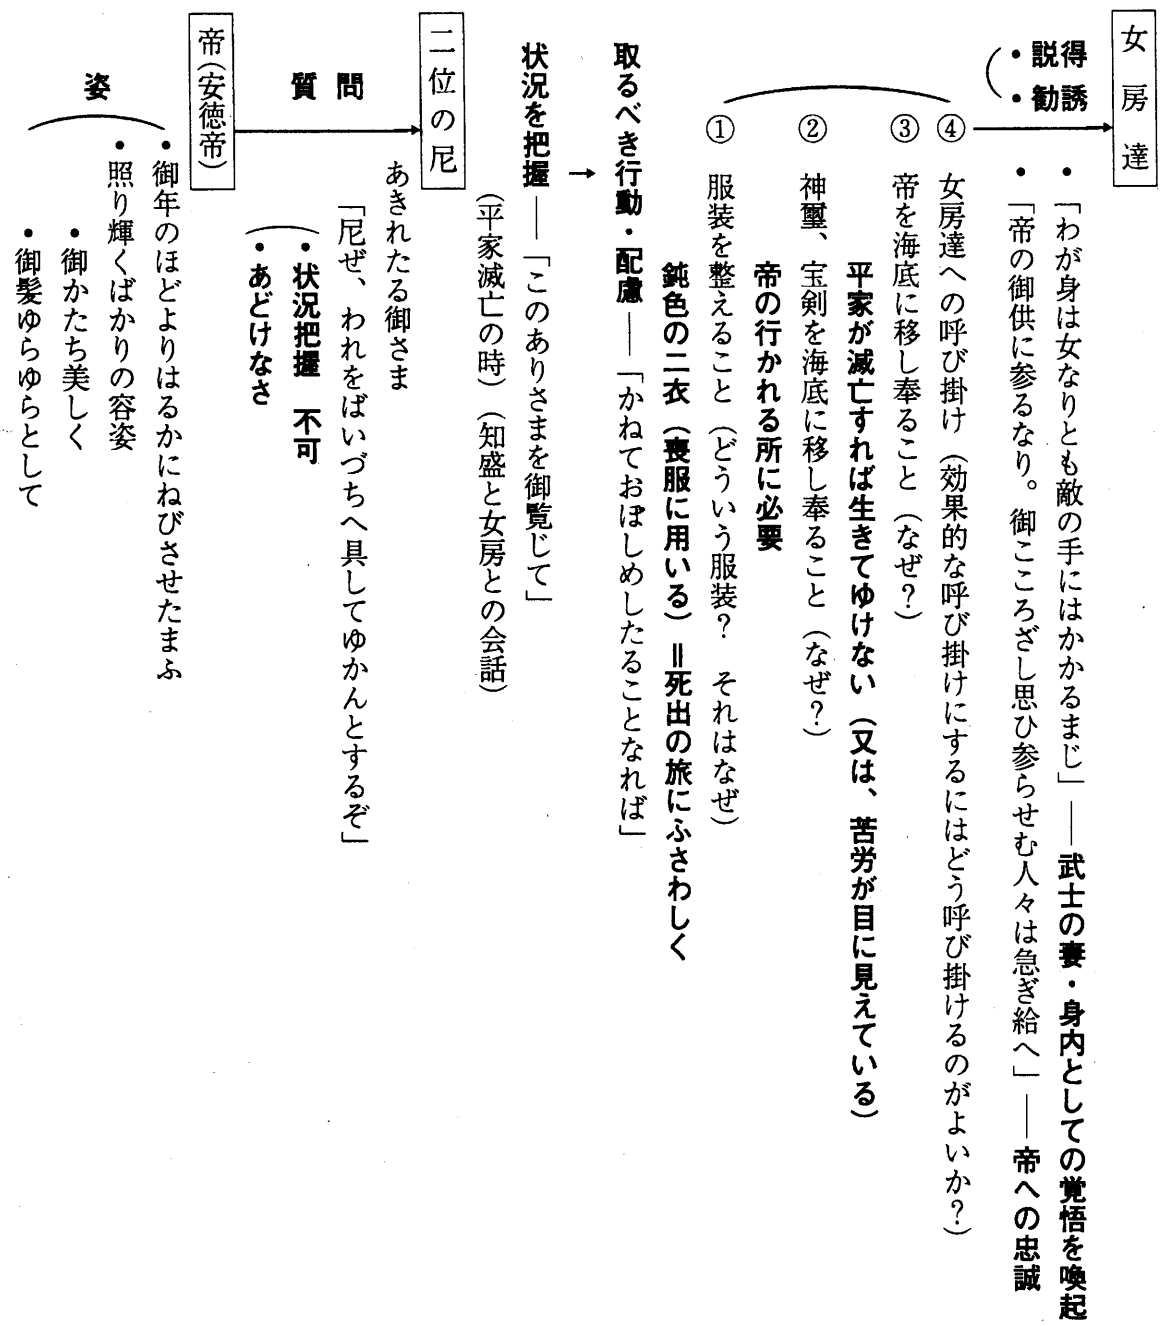 女房達
・説得
・勧誘
・「わが身は女なりとも敵の手にはかかるまじ」――武士の妻・身内としての覚悟を喚起
・「帝の御供に参るなり。御こころざし思ひ参らせむ人々は急ぎ給へ」――帝への忠誠
④ 女房達への呼び掛け（効果的な呼び掛けにするにはどう呼び掛けるのがよいか？）
③ 帝を海底に移し奉ること（なぜ？）
平家が滅亡すれば生きてゆけない（又は、苦労が目に見えている）
② 神璽、宝剣を海底に移し奉ること（なぜ？）
帝の行かれる所に必要
① 服装を整えること（どういう服装？　それはなぜ）
鈍色の二衣（喪服に用いる）＝死出の旅にふさわしく
取るべき行動・配慮――「かねておぼしめしたることなれば」
↑
状況を把握――「このありさまを御覧じて」
（平家滅亡の時）（知盛と女房との会話）
二位の尼
あきれたる御さま
質問
「尼ぜ、われをばいづちへ具してゆかんとするぞ」
・状況把握　不可
・あどけなさ
帝（安徳帝）
姿
・御年のほどよりはるかにねびさせたまふ
・照り輝くばかりの容姿
・御かたち美しく
・御髪ゆらゆらとして